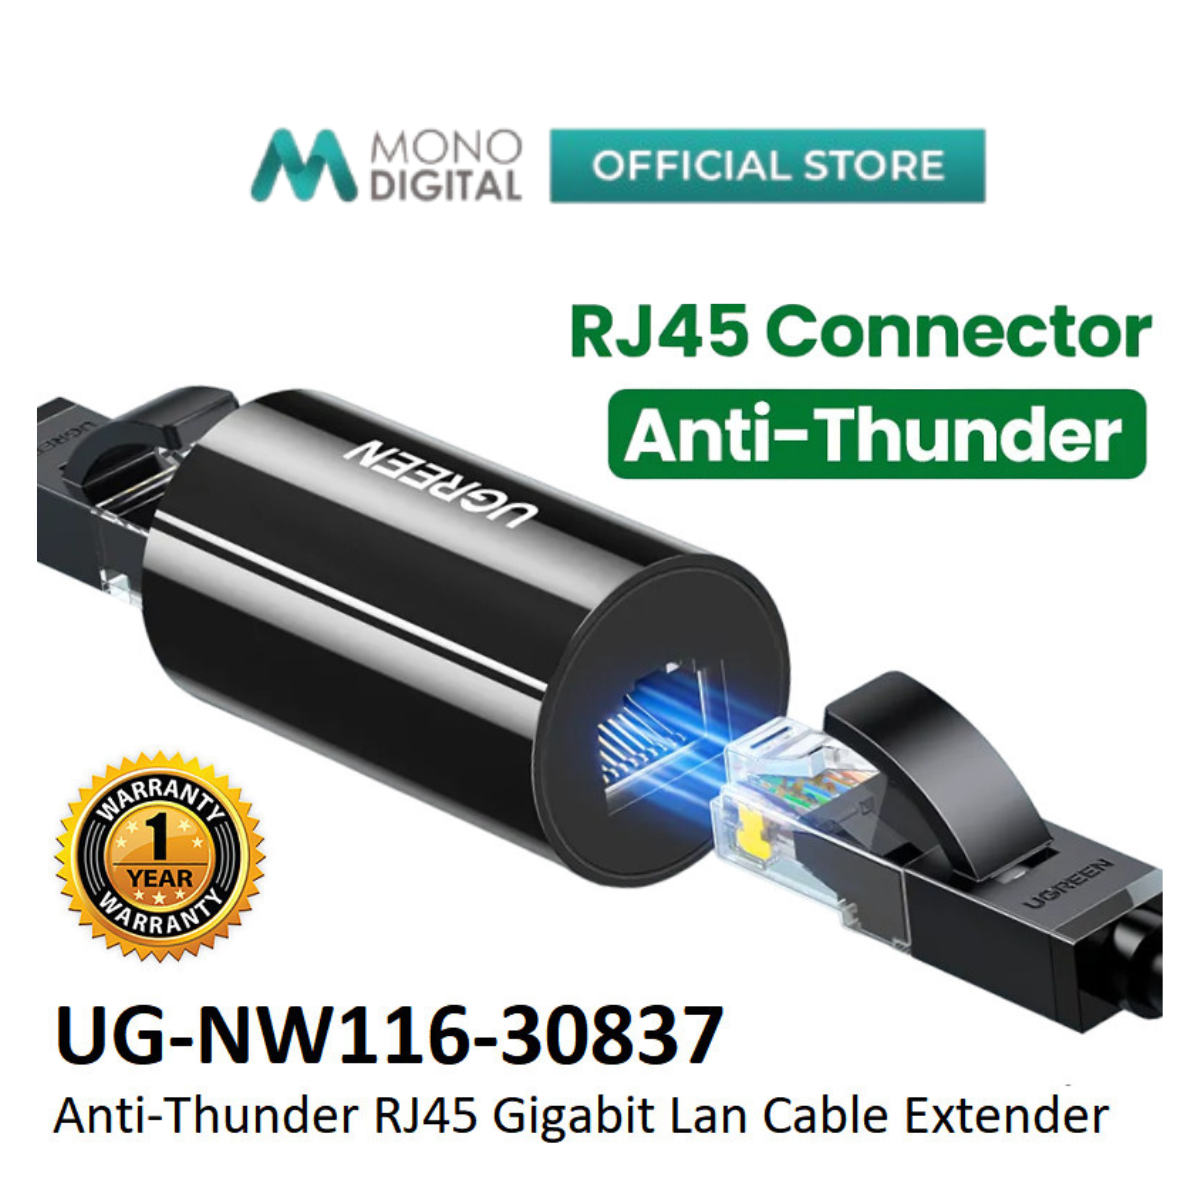 MONO
DIGITAL
OFFICIAL STORE
RJ45 Connector
Anti-Thunder
UGREEN
UGREEN
UGREEN
WARRANTY
1
YEAR
WARRANTY
UG-NW116-30837
Anti-Thunder RJ45 Gigabit Lan Cable Extender